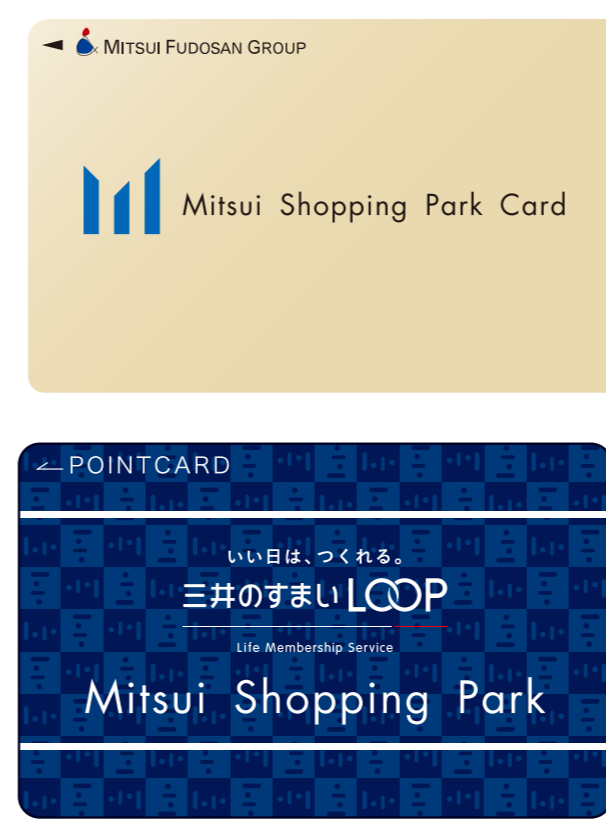 MITSUI FUDOSAN GROUP
Mitsui Shopping Park Card
POINTCARD
いい日は、つくれる。
三井のすまいLOOP
Life Membership Service
Mitsui Shopping Park